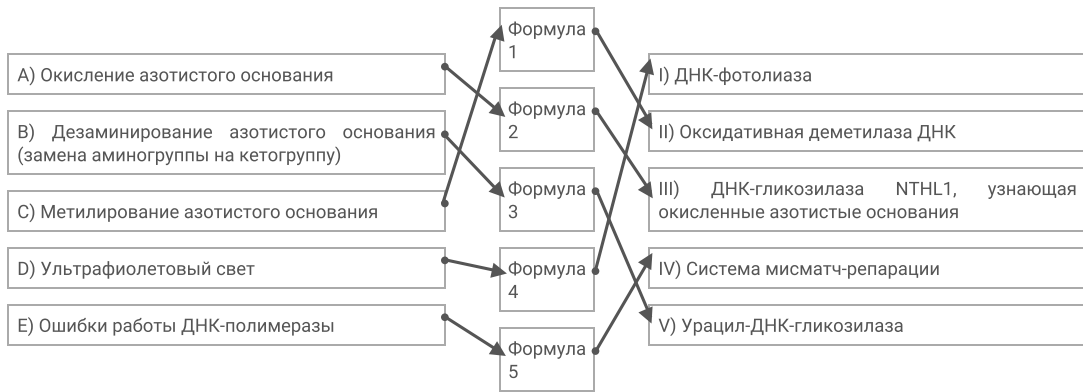 A) Окисление азотистого основания
B) Дезаминирование азотистого основания
(замена аминогруппы на кетогруппу)
C) Метилирование азотистого основания
D) Ультрафиолетовый свет
E) Ошибки работы ДНК-полимеразы
Формула
1
Формула
2
Формула
3
Формула
4
Формула
5
I) ДНК-фотолиаза
II) Оксидативная деметилаза ДНК
III) ДНК-гликозилаза NTHL1, узнающая
окисленные азотистые основания
IV) Система мисматч-репарации
V) Урацил-ДНК-гликозилаза